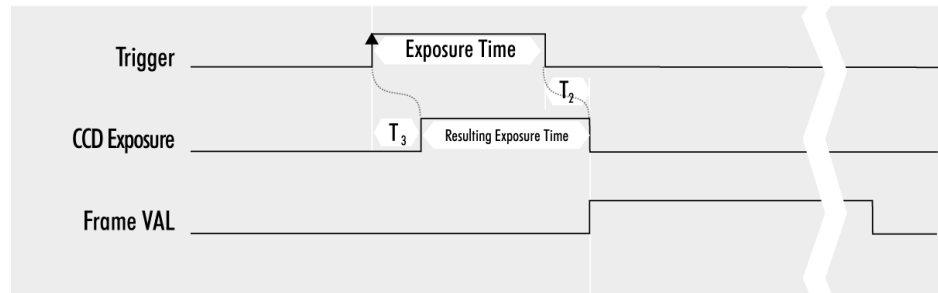 Trigger
Exposure Time
T2
CCD Exposure
T3
Resulting Exposure Time
Frame VAL